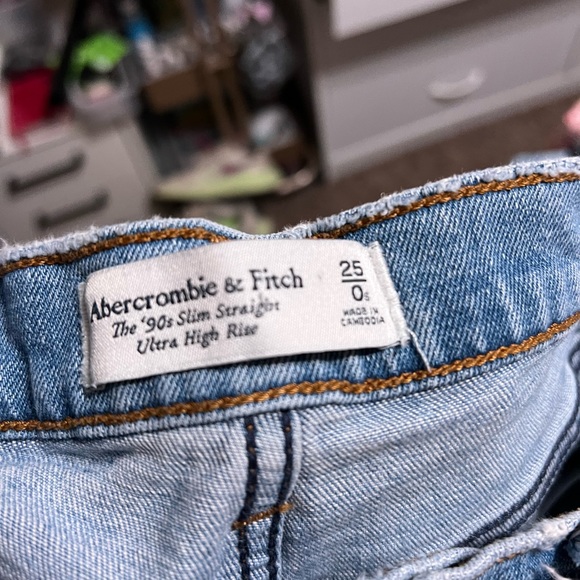 Abercrombie & Fitch
The '90s Slim Straight
Ultra High Rise
25
0s
MADE IN
CAMBODIA